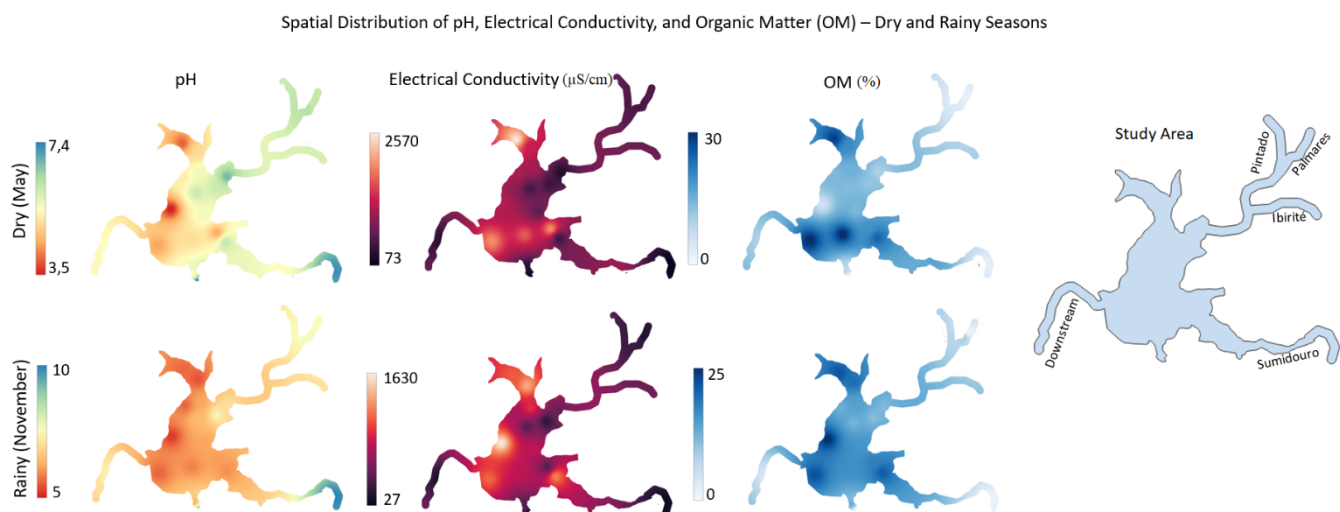 Spatial Distribution of pH, Electrical Conductivity, and Organic Matter (OM) – Dry and Rainy Seasons
pH
Electrical Conductivity (µS/cm)
OM (%)
Study Area
Dry (May)
7,4
3,5
2570
73
30
0
Pintado
Palmares
Ibirité
Downstream
Sumidouro
Rainy (November)
10
5
1630
27
25
0